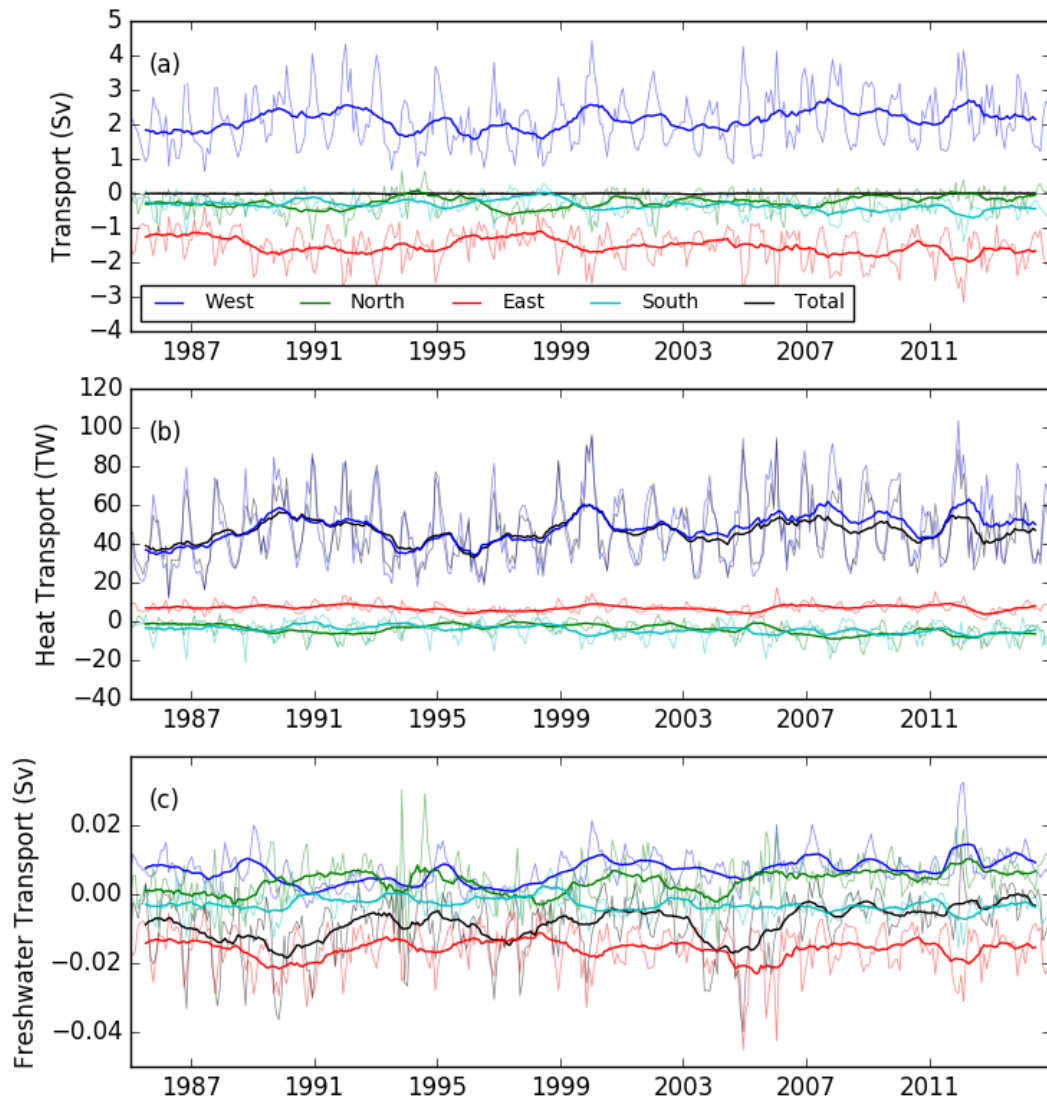 5
4
3
2
1
0
−1
−2
−3
−4
Transport (Sv)
(a)
West North East South Total
1987 1991 1995 1999 2003 2007 2011
120
100
80
60
40
20
0
−20
−40
Heat Transport (TW)
(b)
1987 1991 1995 1999 2003 2007 2011
0.02
0.00
−0.02
−0.04
Freshwater Transport (Sv)
(c)
1987 1991 1995 1999 2003 2007 2011